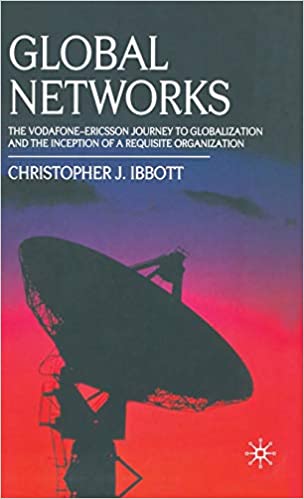 GLOBAL
NETWORKS
THE VODAFONE–ERICSSON JOURNEY TO GLOBALIZATION
AND THE INCEPTION OF A REQUISITE ORGANIZATION
CHRISTOPHER J. IBBOTT